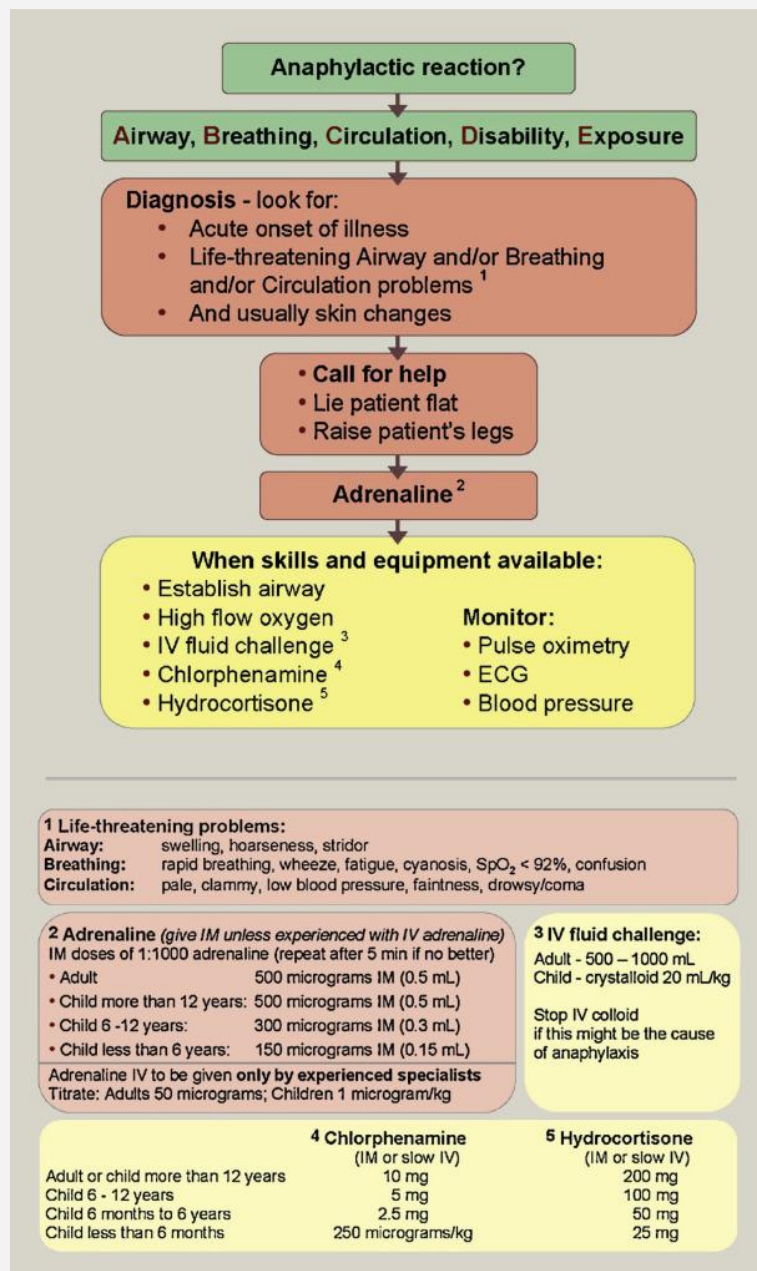 Anaphylactic reaction?
Airway, Breathing, Circulation, Disability, Exposure
Diagnosis - look for:
• Acute onset of illness
• Life-threatening Airway and/or Breathing
and/or Circulation problems 1
• And usually skin changes
• Call for help
• Lie patient flat
• Raise patient's legs
Adrenaline 2
When skills and equipment available:
• Establish airway
• High flow oxygen
• IV fluid challenge 3
• Chlorphenamine 4
• Hydrocortisone 5
Monitor:
• Pulse oximetry
• ECG
• Blood pressure
1 Life-threatening problems:
Airway: swelling, hoarseness, stridor
Breathing: rapid breathing, wheeze, fatigue, cyanosis, SpO2 < 92%, confusion
Circulation: pale, clammy, low blood pressure, faintness, drowsy/coma
2 Adrenaline (give IM unless experienced with IV adrenaline)
IM doses of 1:1000 adrenaline (repeat after 5 min if no better)
• Adult 500 micrograms IM (0.5 mL)
• Child more than 12 years: 500 micrograms IM (0.5 mL)
• Child 6 -12 years: 300 micrograms IM (0.3 mL)
• Child less than 6 years: 150 micrograms IM (0.15 mL)
Adrenaline IV to be given only by experienced specialists
Titrate: Adults 50 micrograms; Children 1 microgram/kg
3 IV fluid challenge:
Adult - 500 – 1000 mL
Child - crystalloid 20 mL/kg
Stop IV colloid
if this might be the cause
of anaphylaxis
4 Chlorphenamine 5 Hydrocortisone
(IM or slow IV) (IM or slow IV)
Adult or child more than 12 years 10 mg 200 mg
Child 6 - 12 years 5 mg 100 mg
Child 6 months to 6 years 2.5 mg 50 mg
Child less than 6 months 250 micrograms/kg 25 mg